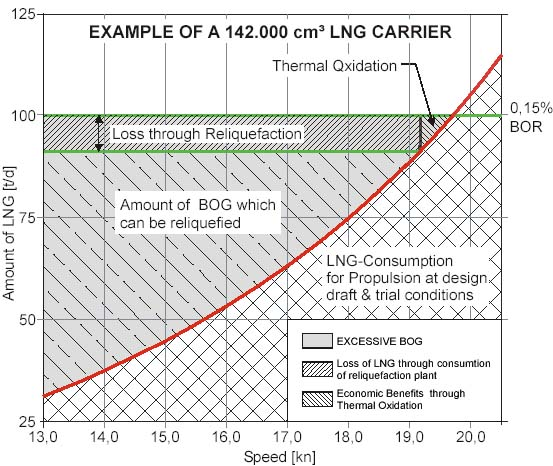 EXAMPLE OF A 142.000 cm³ LNG CARRIER
Thermal Qxidation
0,15%
BOR
Loss through Reliquefaction
Amount of BOG which
can be reliquefied
LNG-Consumption
for Propulsion at design
draft & trial conditions
EXCESSIVE BOG
Loss of LNG through consumtion
of reliquefaction plant
Economic Benefits through
Thermal Oxidation
Amount of LNG [t/d]
125
100
75
50
25
13,0 14,0 15,0 16,0 17,0 18,0 19,0 20,0
Speed [kn]